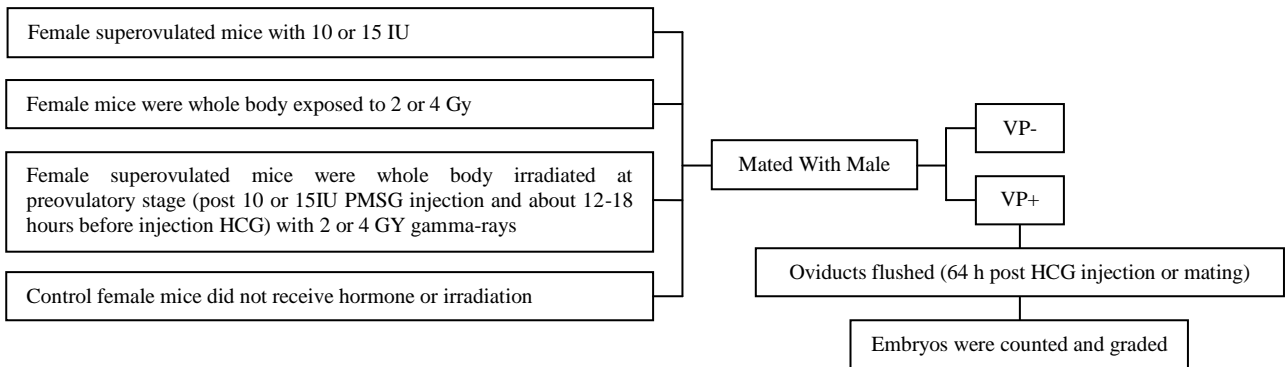 Female superovulated mice with 10 or 15 IU
Female mice were whole body exposed to 2 or 4 Gy
Female superovulated mice were whole body irradiated at
preovulatory stage (post 10 or 15IU PMSG injection and about 12-18
hours before injection HCG) with 2 or 4 GY gamma-rays
Control female mice did not receive hormone or irradiation
Mated With Male
VP-
VP+
Oviducts flushed (64 h post HCG injection or mating)
Embryos were counted and graded